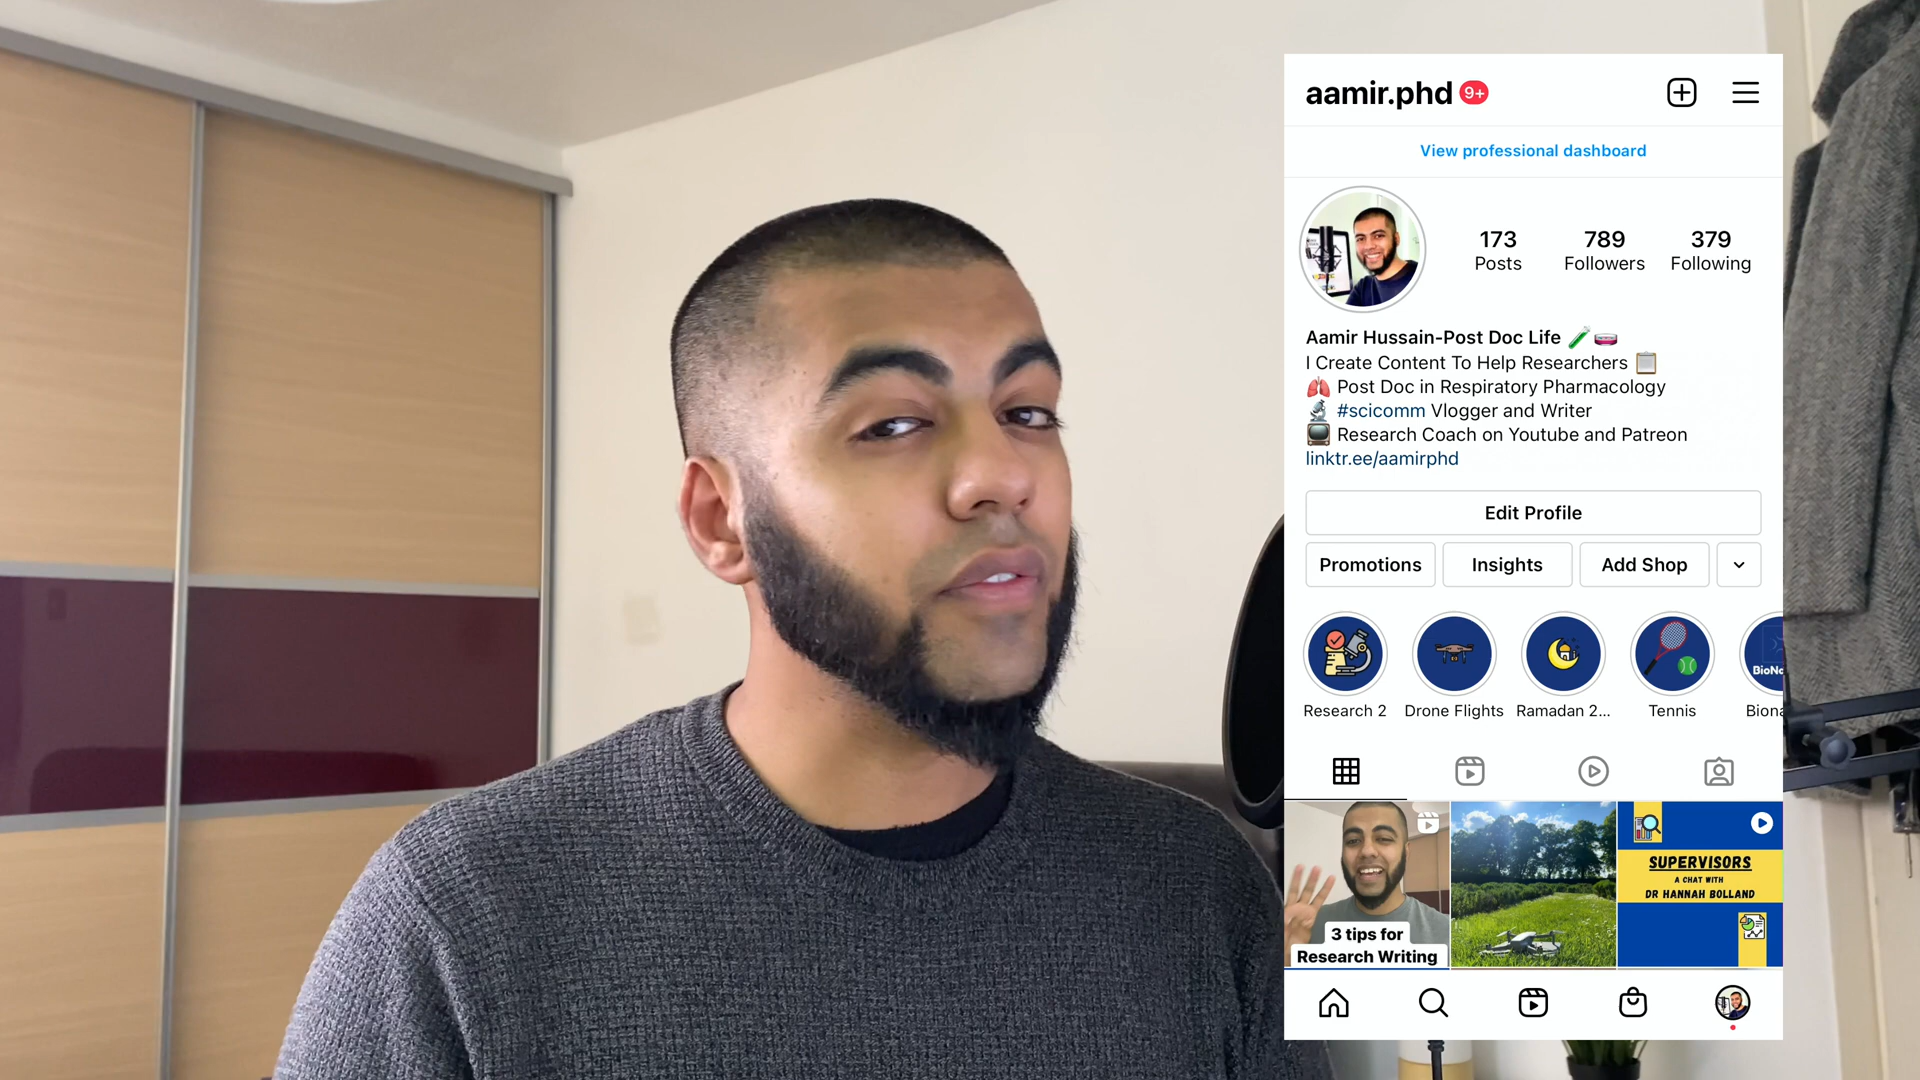 aamir.phd 9+
View professional dashboard
173 789 379
Posts Followers Following
Aamir Hussain-Post Doc Life
I Create Content To Help Researchers
Post Doc in Respiratory Pharmacology
#scicomm Vlogger and Writer
Research Coach on Youtube and Patreon
linktr.ee/aamirphd
Edit Profile
Promotions Insights Add Shop
BioNo
Research 2 Drone Flights Ramadan 2... Tennis Biona
3 tips for
Research Writing
SUPERVISORS
A CHAT WITH
DR HANNAH BOLLAND